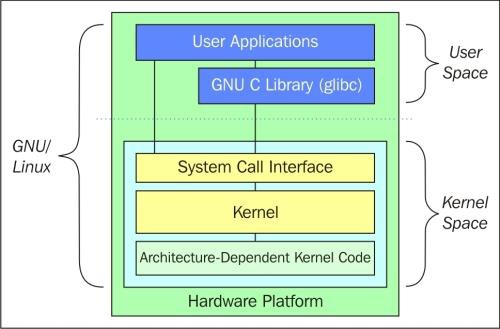 User Applications
GNU C Library (glibc)
User
Space
GNU/
Linux
System Call Interface
Kernel
Architecture-Dependent Kernel Code
Kernel
Space
Hardware Platform